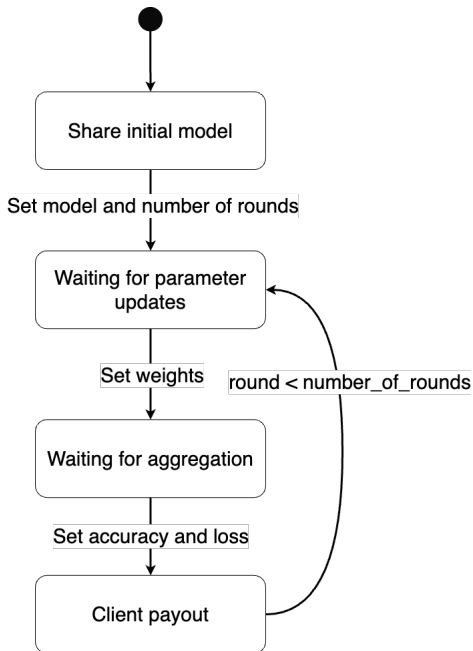 Share initial model
Set model and number of rounds
Waiting for parameter
updates
Set weights
round < number_of_rounds
Waiting for aggregation
Set accuracy and loss
Client payout